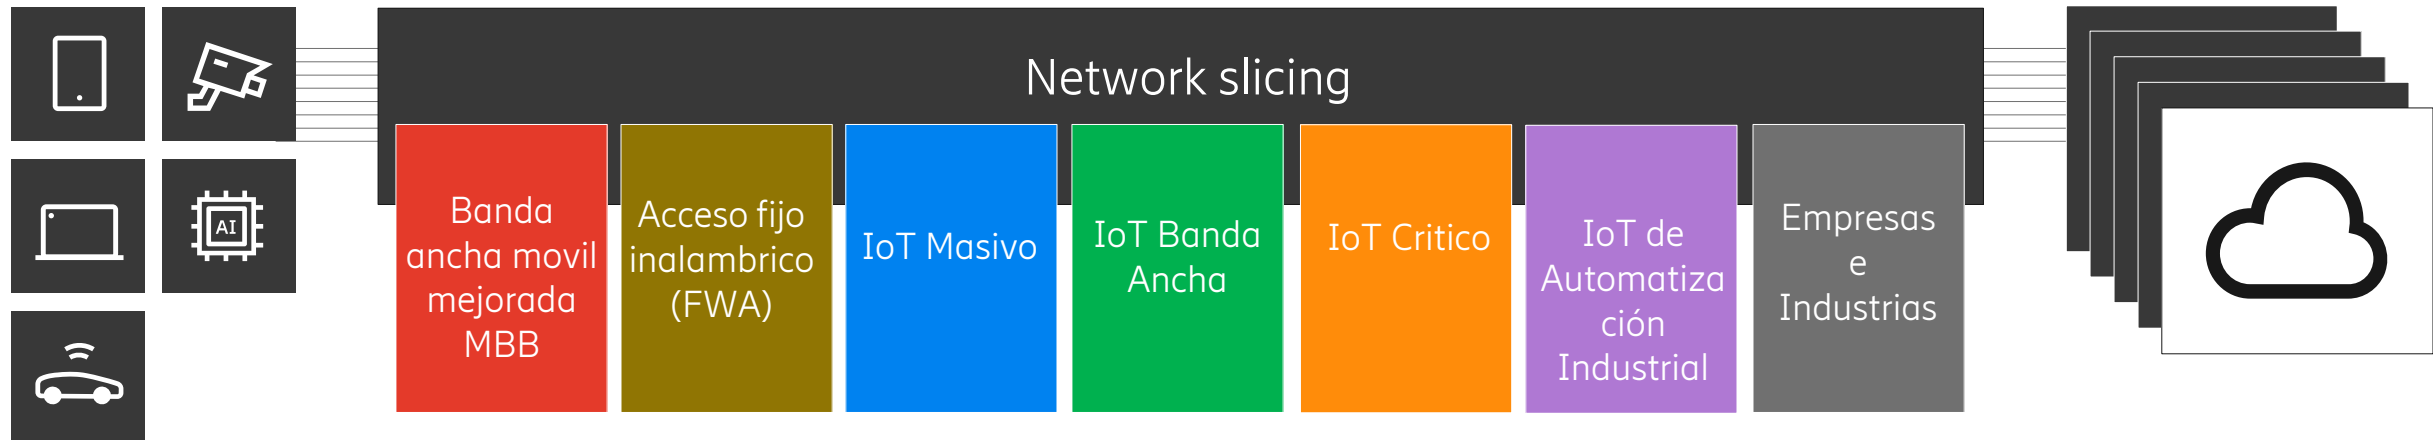 AI
Network slicing
Banda
ancha movil
mejorada
MBB
Acceso fijo
inalambrico
(FWA)
IoT Masivo
IoT Banda
Ancha
IoT Critico
IoT de
Automatiza
ción
Industrial
Empresas
e
Industrias